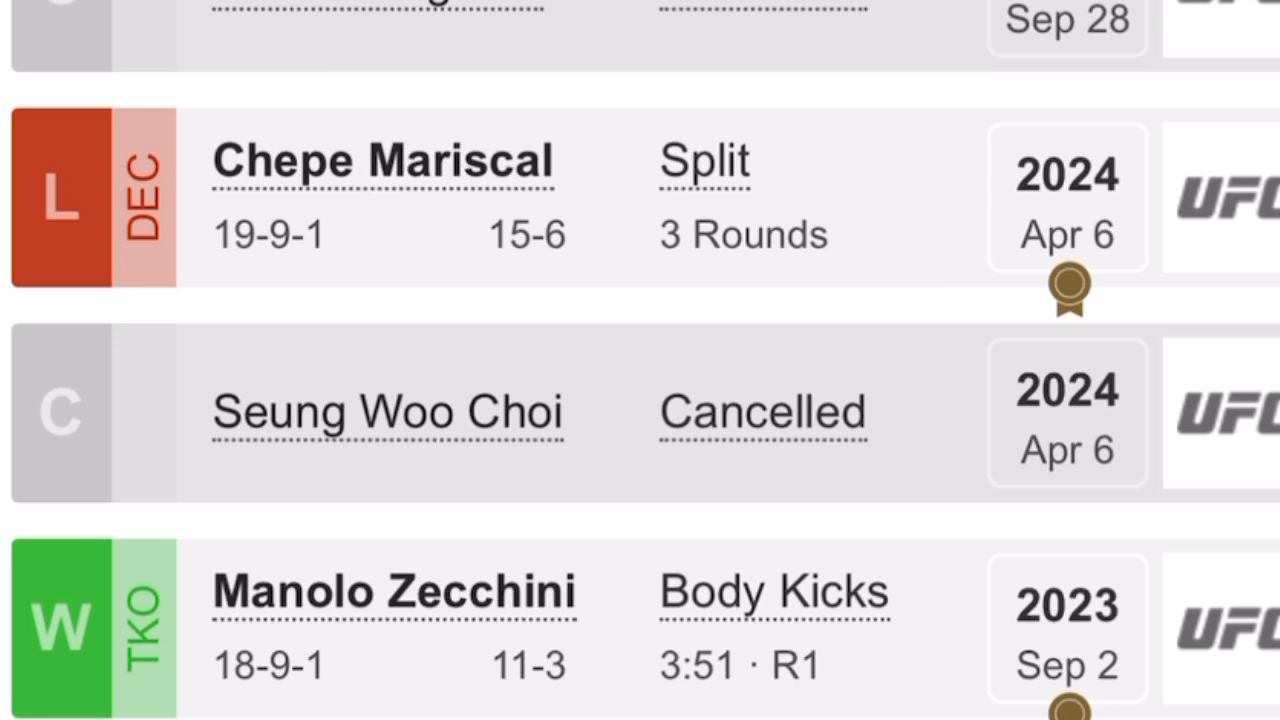 Sep 28
L
DEC
Chepe Mariscal
Split
2024
19-9-1
15-6
3 Rounds
Apr 6
C
Seung Woo Choi
Cancelled
2024
Apr 6
W
TKO
Manolo Zecchini
Body Kicks
2023
18-9-1
11-3
3:51 · R1
Sep 2